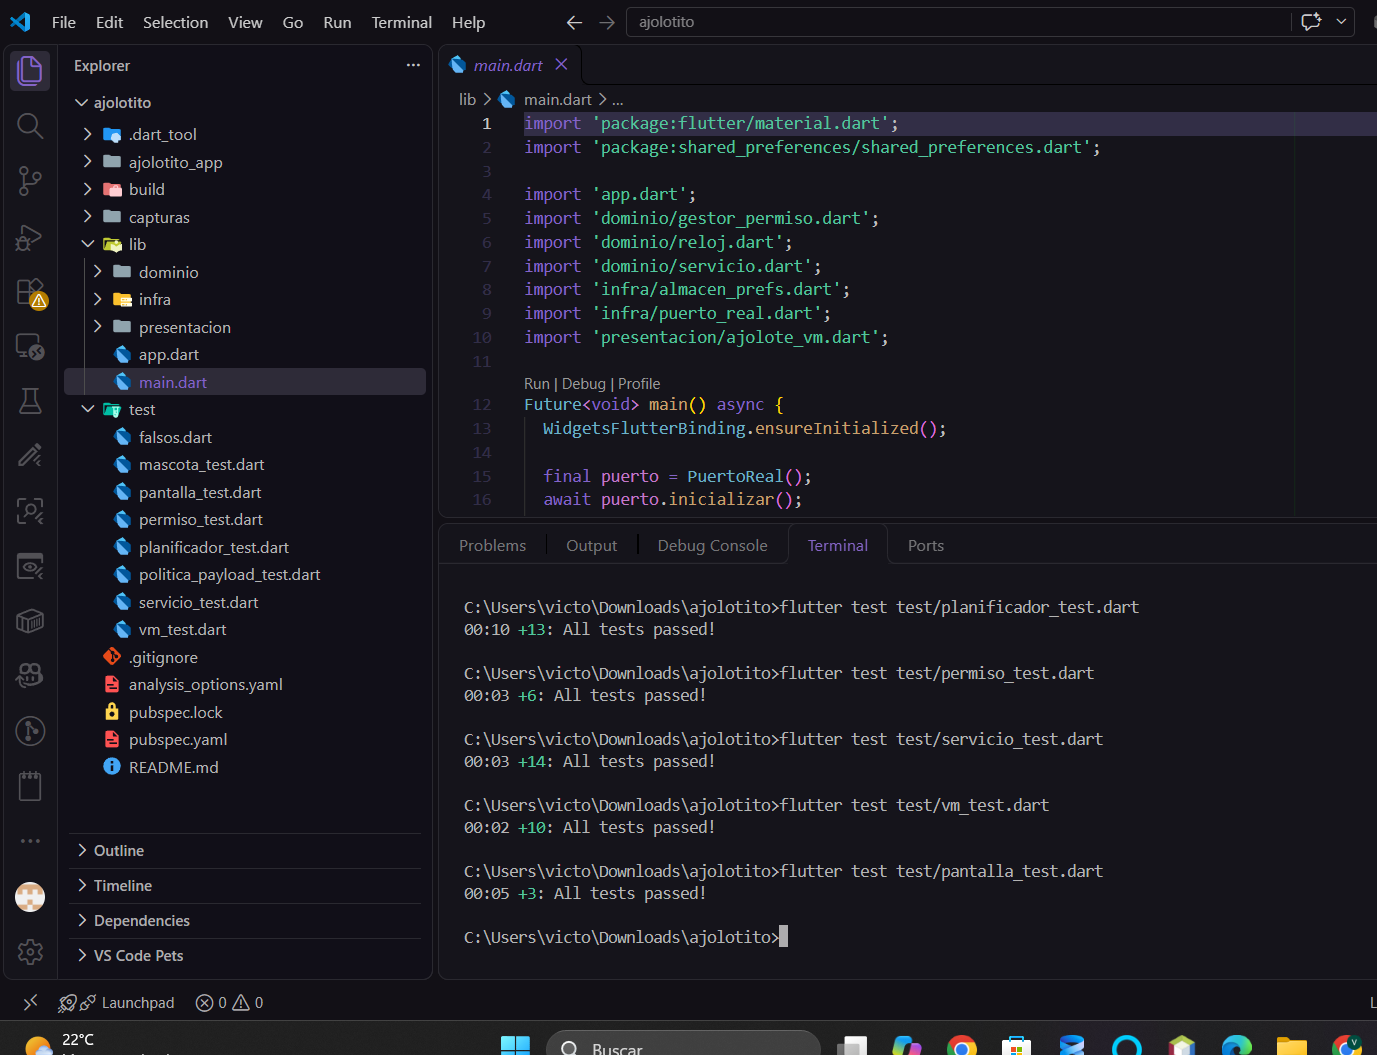 File Edit Selection View Go Run Terminal Help
ajolotito
Explorer
ajolotito
.dart_tool
ajolotito_app
build
capturas
lib
dominio
infra
presentacion
app.dart
main.dart
test
falsos.dart
mascota_test.dart
pantalla_test.dart
permiso_test.dart
planificador_test.dart
politica_payload_test.dart
servicio_test.dart
vm_test.dart
.gitignore
analysis_options.yaml
pubspec.lock
pubspec.yaml
README.md
Outline
Timeline
Dependencies
VS Code Pets
main.dart
lib > main.dart > ...
1 import 'package:flutter/material.dart';
2 import 'package:shared_preferences/shared_preferences.dart';
3
4 import 'app.dart';
5 import 'dominio/gestor_permiso.dart';
6 import 'dominio/reloj.dart';
7 import 'dominio/servicio.dart';
8 import 'infra/almacen_prefs.dart';
9 import 'infra/puerto_real.dart';
10 import 'presentacion/ajolote_vm.dart';
11
Run | Debug | Profile
12 Future<void> main() async {
13 WidgetsFlutterBinding.ensureInitialized();
14
15 final puerto = PuertoReal();
16 await puerto.inicializar();
Problems Output Debug Console Terminal Ports
C:\Users\victo\Downloads\ajolotito>flutter test test/planificador_test.dart
00:10 +13: All tests passed!
C:\Users\victo\Downloads\ajolotito>flutter test test/permiso_test.dart
00:03 +6: All tests passed!
C:\Users\victo\Downloads\ajolotito>flutter test test/servicio_test.dart
00:03 +14: All tests passed!
C:\Users\victo\Downloads\ajolotito>flutter test test/vm_test.dart
00:02 +10: All tests passed!
C:\Users\victo\Downloads\ajolotito>flutter test test/pantalla_test.dart
00:05 +3: All tests passed!
C:\Users\victo\Downloads\ajolotito>
Launchpad 0 0
22°C
Buscar